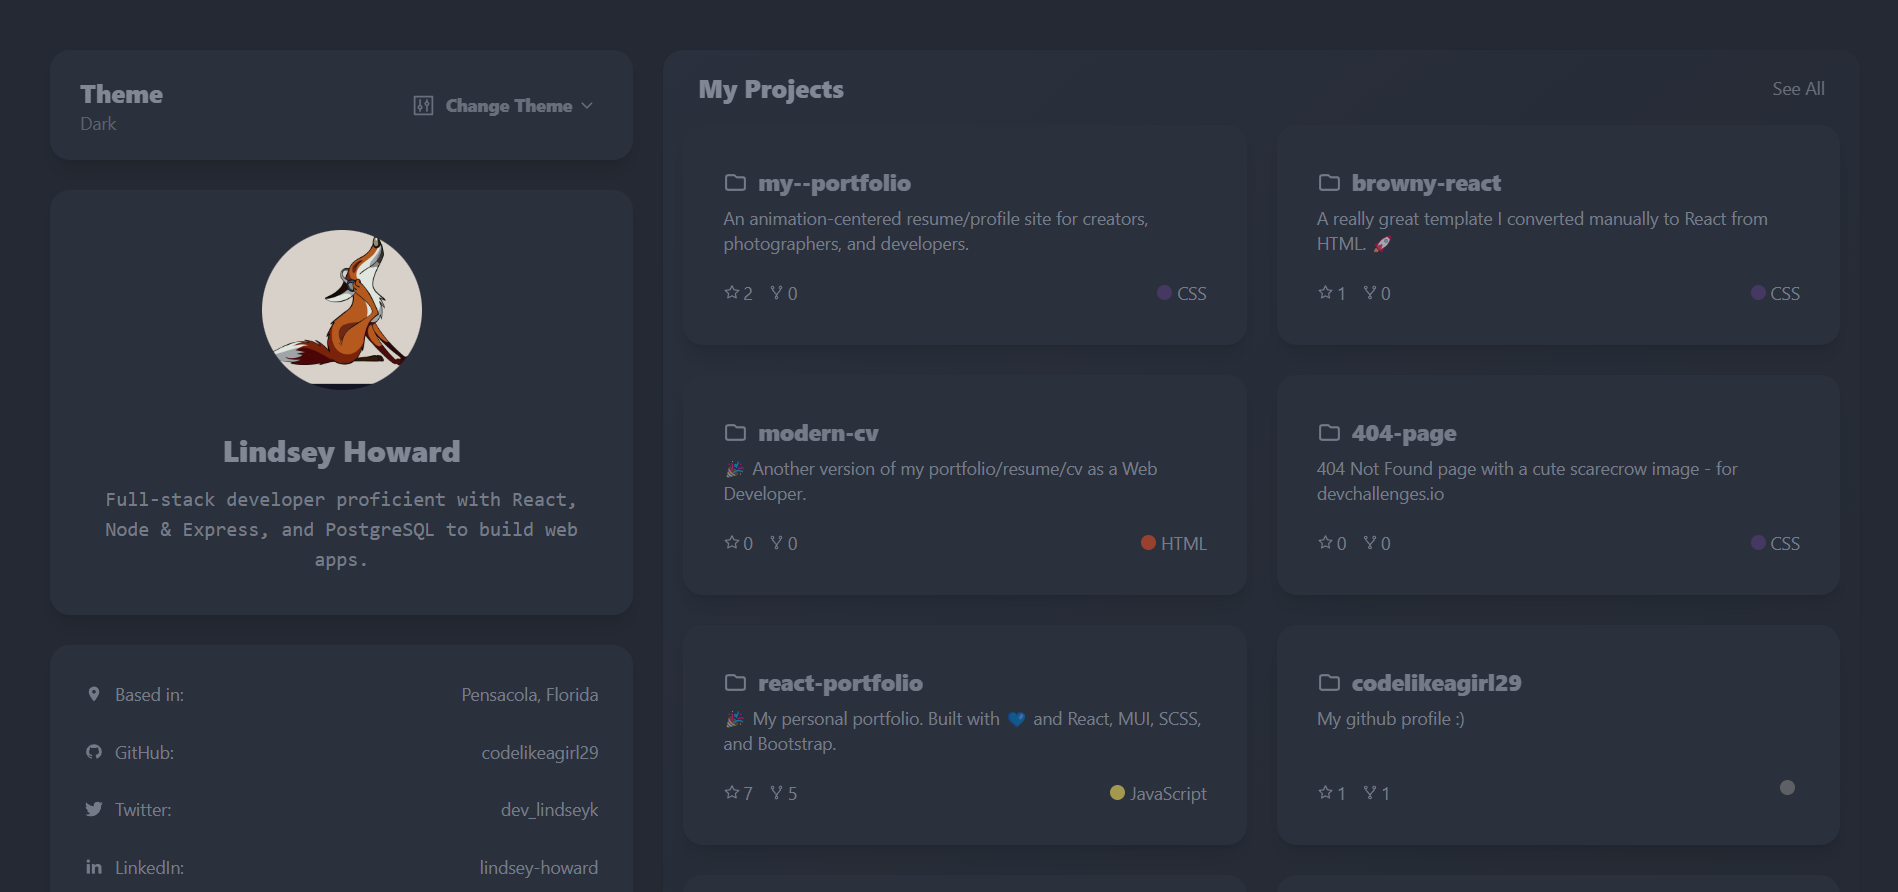 Theme
Dark
Change Theme
Lindsey Howard
Full-stack developer proficient with React,
Node & Express, and PostgreSQL to build web
apps.
Based in: Pensacola, Florida
GitHub: codelikeagirl29
Twitter: dev_lindseyk
LinkedIn: lindsey-howard
My Projects
See All
my--portfolio
An animation-centered resume/profile site for creators,
photographers, and developers.
2 0 CSS
browny-react
A really great template I converted manually to React from
HTML. 🚀
1 0 CSS
modern-cv
🎉 Another version of my portfolio/resume/cv as a Web
Developer.
0 0 HTML
404-page
404 Not Found page with a cute scarecrow image - for
devchallenges.io
0 0 CSS
react-portfolio
🎉 My personal portfolio. Built with 💙 and React, MUI, SCSS,
and Bootstrap.
7 5 JavaScript
codelikeagirl29
My github profile :)
1 1